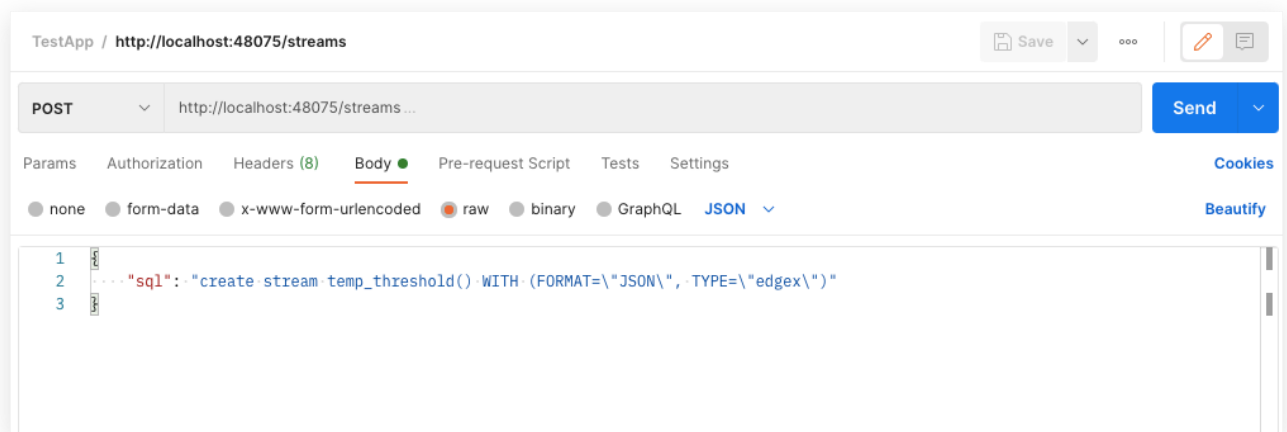 TestApp / http://localhost:48075/streams
Save
POST
http://localhost:48075/streams ...
Send
Params Authorization Headers (8) Body Pre-request Script Tests Settings Cookies
none form-data x-www-form-urlencoded raw binary GraphQL JSON Beautify
1 {
2 "sql": "create stream temp_threshold() WITH (FORMAT=\"JSON\", TYPE=\"edgex\")"
3 }